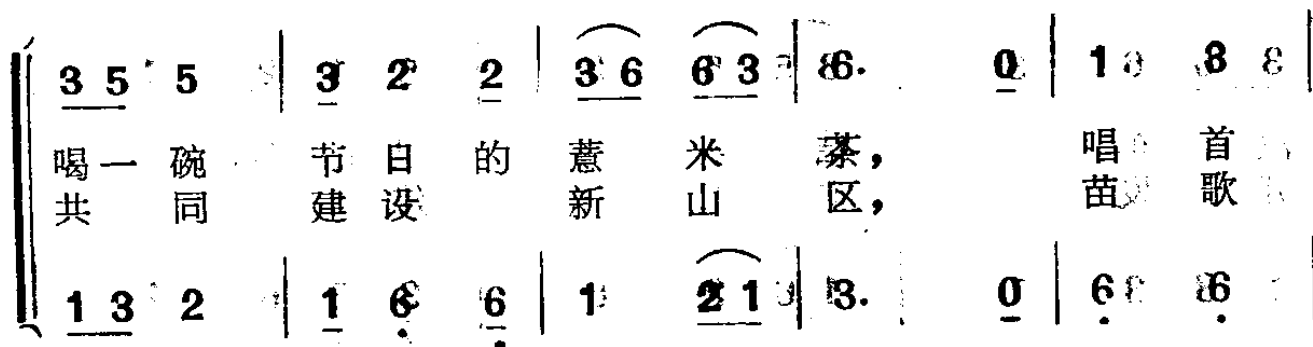 3 5 5 | 3 2 2 | 3 6 6 3 | 6. 0 | 1 3 |
喝一碗 节日的薏米茶， 唱首
共同 建设 新山区， 苗歌
1 3 2 | 1 6 6 | 1 2 1 | 3. 0 | 6 6 |